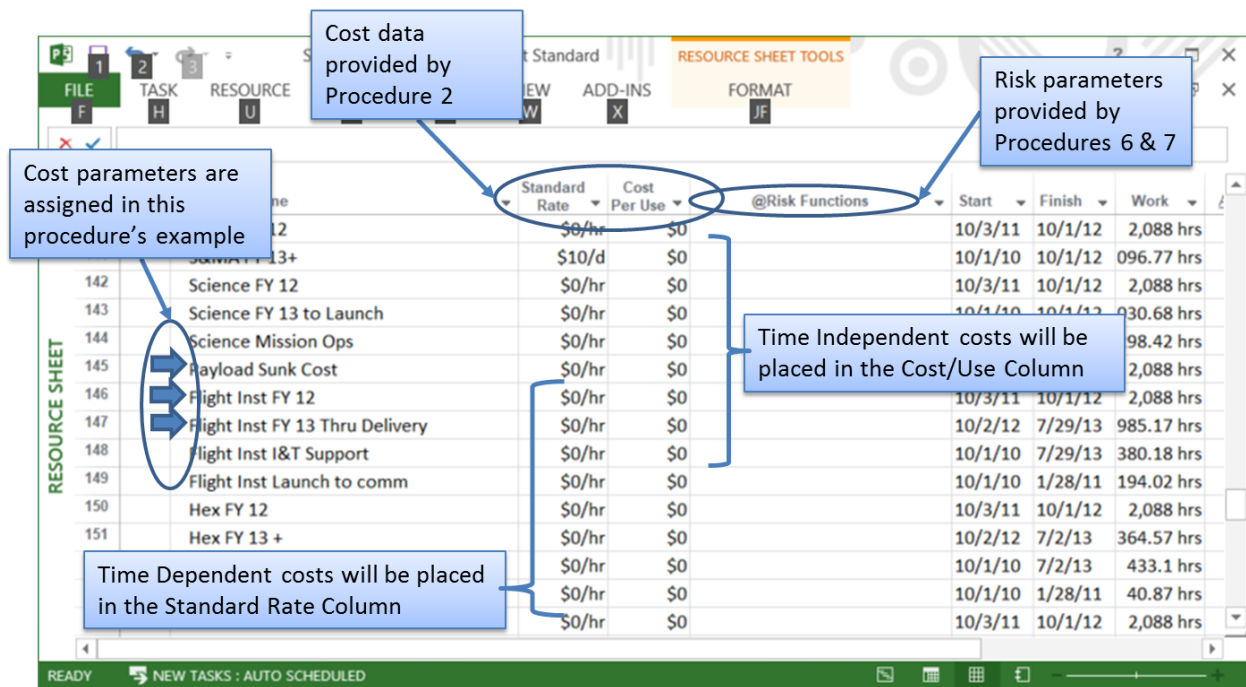 Cost data
provided by
Procedure 2
t Standard
RESOURCE SHEET TOOLS
?
1
2
3
FILE
TASK
RESOURCE
EW
ADD-INS
FORMAT
F
H
U
W
X
JF
Risk parameters
provided by
Procedures 6 & 7
Cost parameters are
assigned in this
procedure's example
me
Standard
Rate
Cost
Per Use
@Risk Functions
Start
Finish
Work
12 $0/hr $0 10/3/11 10/1/12 2,088 hrs
S&MA FY 13+ $10/d $0 10/1/10 10/1/12 096.77 hrs
142 Science FY 12 $0/hr $0 10/3/11 10/1/12 2,088 hrs
143 Science FY 13 to Launch $0/hr $0 10/1/10 10/1/12 930.68 hrs
144 Science Mission Ops $0/hr $0 98.42 hrs
145 Payload Sunk Cost $0/hr $0 2,088 hrs
146 Flight Inst FY 12 $0/hr $0 10/3/11 10/1/12 2,088 hrs
147 Flight Inst FY 13 Thru Delivery $0/hr $0 10/2/12 7/29/13 985.17 hrs
148 Flight Inst I&T Support $0/hr $0 10/1/10 7/29/13 380.18 hrs
149 Flight Inst Launch to comm $0/hr $0 10/1/10 1/28/11 194.02 hrs
150 Hex FY 12 $0/hr $0 10/3/11 10/1/12 2,088 hrs
151 Hex FY 13 + $0/hr $0 10/2/12 7/2/13 364.57 hrs
$0/hr $0 10/1/10 7/2/13 433.1 hrs
$0/hr $0 10/1/10 1/28/11 40.87 hrs
$0/hr $0 10/3/11 10/1/12 2,088 hrs
Time Independent costs will be
placed in the Cost/Use Column
Time Dependent costs will be placed
in the Standard Rate Column
RESOURCE SHEET
READY
NEW TASKS : AUTO SCHEDULED